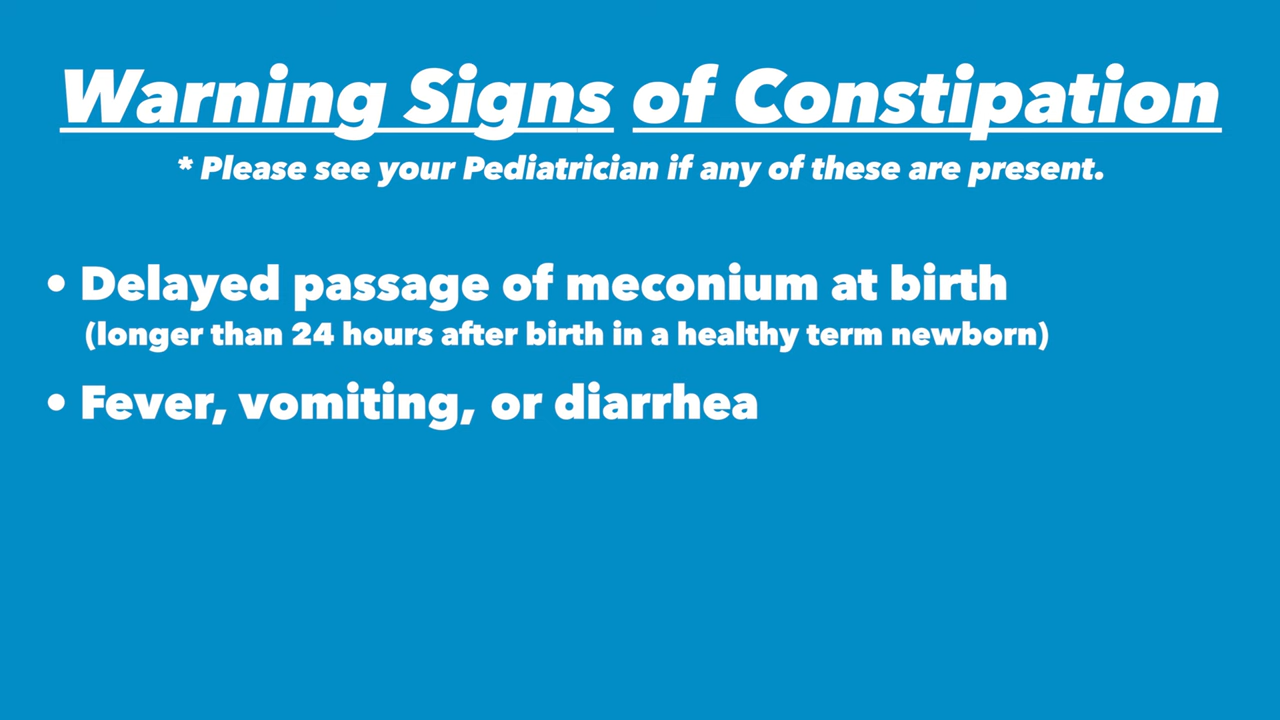 Warning Signs of Constipation
* Please see your Pediatrician if any of these are present.
• Delayed passage of meconium at birth
(longer than 24 hours after birth in a healthy term newborn)
• Fever, vomiting, or diarrhea